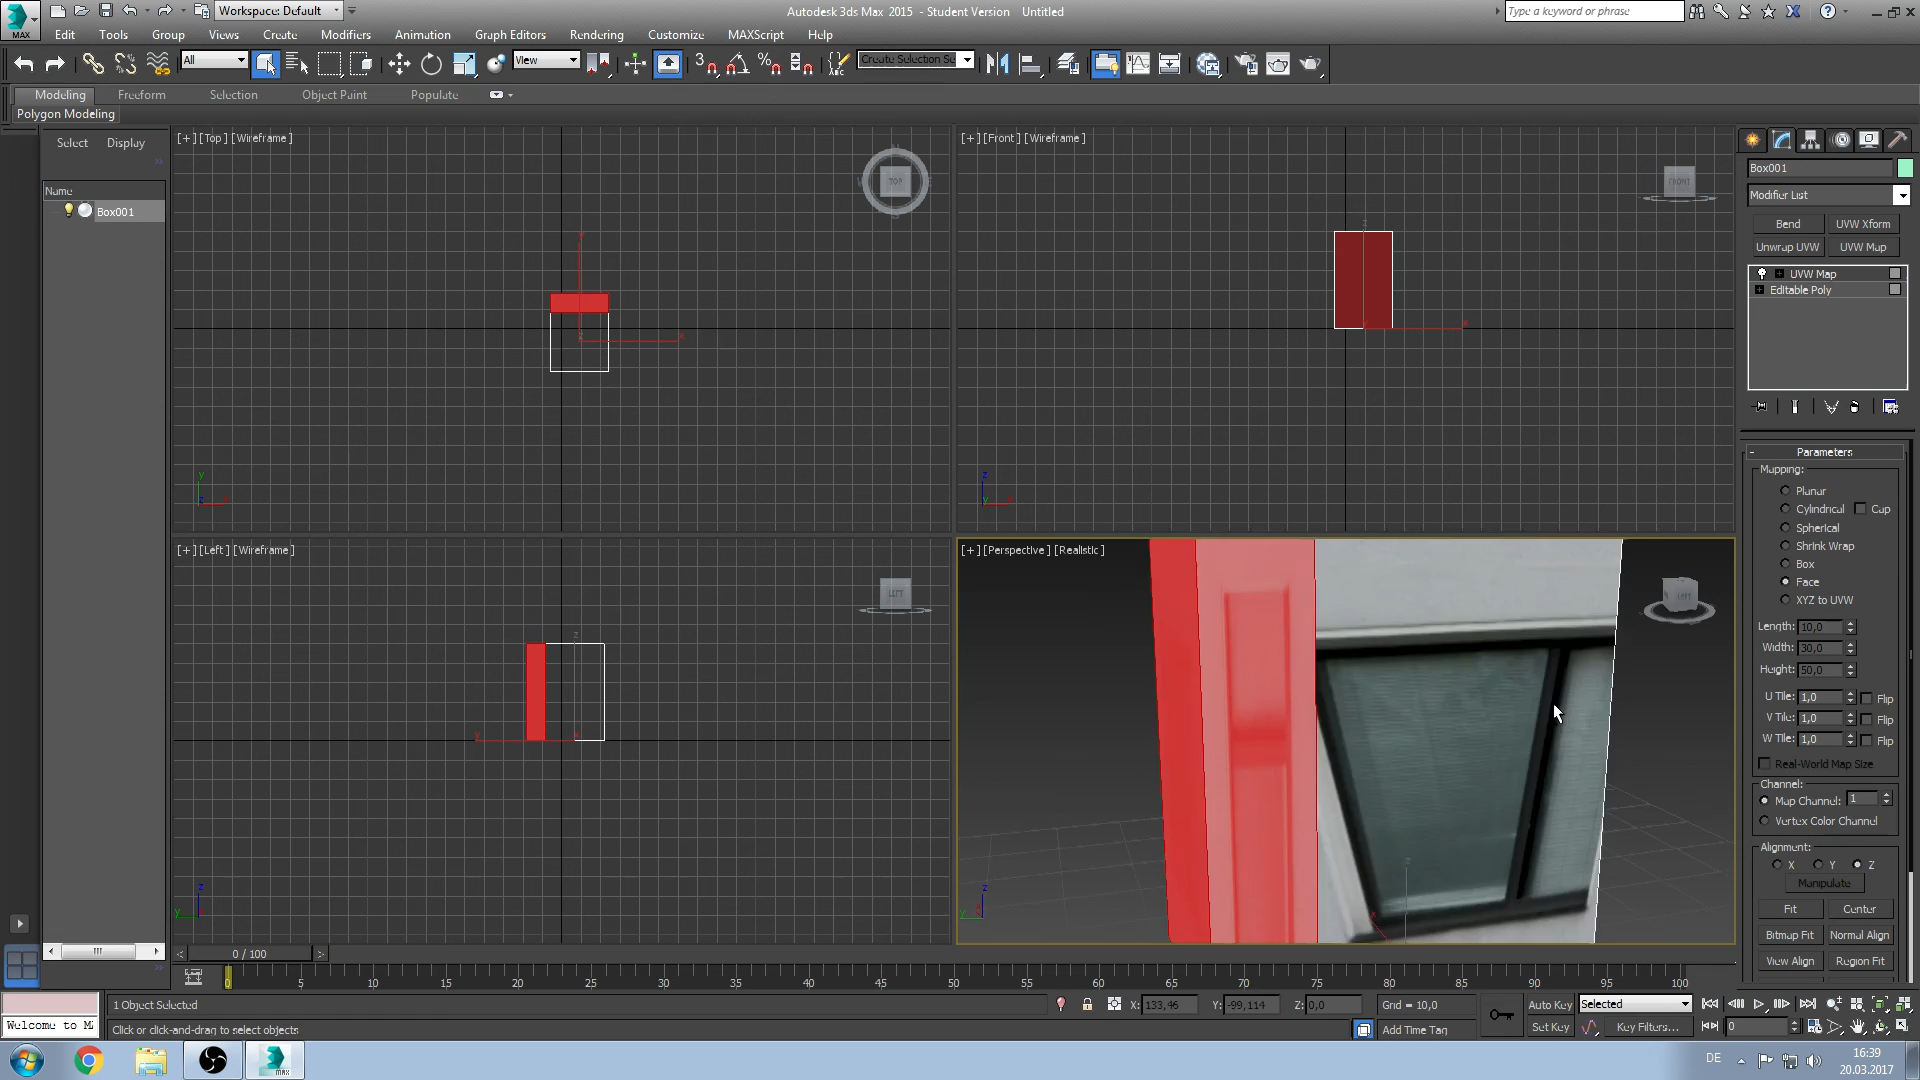 Workspace: Default
Autodesk 3ds Max 2015 - Student Version Untitled
Type a keyword or phrase
MAX
Edit Tools Group Views Create Modifiers Animation Graph Editors Rendering Customize MAXScript Help
All
View
3
Create Selection Se
Modeling Freeform Selection Object Paint Populate
Polygon Modeling
Select Display
Name
Box001
[+] [Top] [Wireframe]
TOP
[+] [Front] [Wireframe]
FRONT
[+] [Left] [Wireframe]
LEFT
[+] [Perspective] [Realistic]
LEFT
Box001
Modifier List
Bend UVW Xform
Unwrap UVW UVW Map
UVW Map
Editable Poly
Parameters
Mapping:
Planar
Cylindrical Cap
Spherical
Shrink Wrap
Box
Face
XYZ to UVW
Length: 10,0
Width: 30,0
Height: 50,0
U Tile: 1,0 Flip
V Tile: 1,0 Flip
W Tile: 1,0 Flip
Real-World Map Size
Channel:
Map Channel: 1
Vertex Color Channel
Alignment:
X Y Z
Manipulate
Fit Center
Bitmap Fit Normal Align
View Align Region Fit
0 / 100
0 5 10 15 20 25 30 35 40 45 50 55 60 65 70 75 80 85 90 95 100
1 Object Selected
X: 133,46 Y: -99,114 Z: 0,0 Grid = 10,0
Auto Key Selected
Welcome to M
Click or click-and-drag to select objects
Add Time Tag
Set Key Key Filters... 0
DE
16:39
20.03.2017